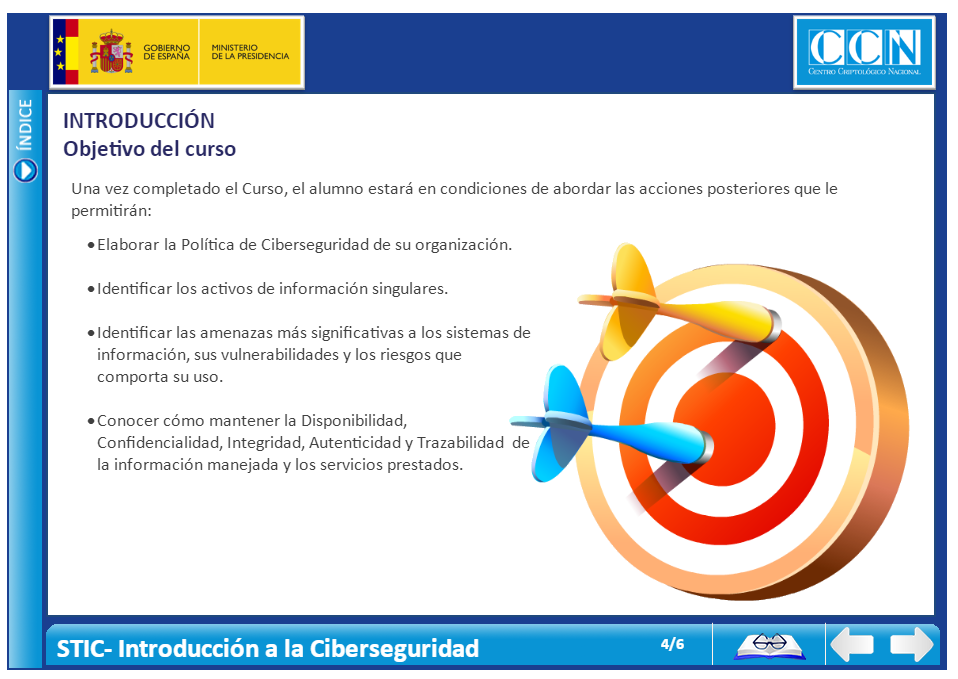 GOBIERNO
DE ESPAÑA
MINISTERIO
DE LA PRESIDENCIA
CCN
CENTRO CRIPTOLÓGICO NACIONAL
ÍNDICE
INTRODUCCIÓN
Objetivo del curso
Una vez completado el Curso, el alumno estará en condiciones de abordar las acciones posteriores que le
permitirán:
•Elaborar la Política de Ciberseguridad de su organización.
•Identificar los activos de información singulares.
•Identificar las amenazas más significativas a los sistemas de
información, sus vulnerabilidades y los riesgos que
comporta su uso.
•Conocer cómo mantener la Disponibilidad,
Confidencialidad, Integridad, Autenticidad y Trazabilidad de
la información manejada y los servicios prestados.
STIC- Introducción a la Ciberseguridad
4/6